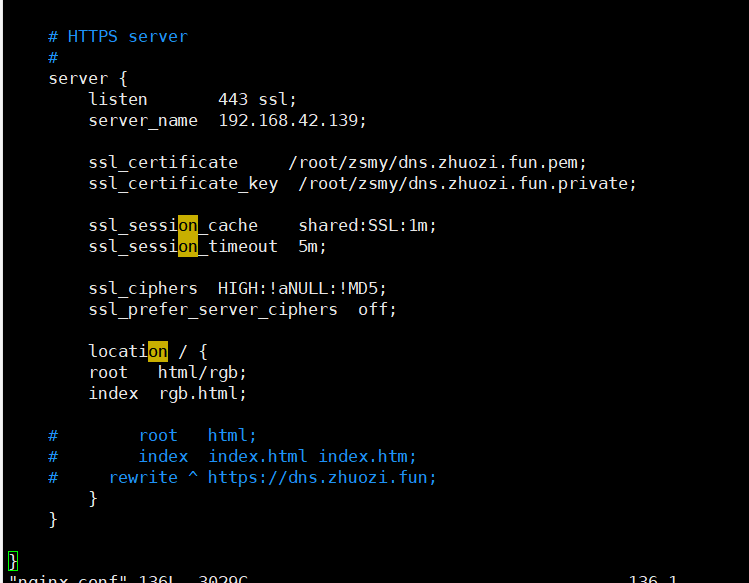 # HTTPS server
#
server {
listen 443 ssl;
server_name 192.168.42.139;
ssl_certificate /root/zsmy/dns.zhuozi.fun.pem;
ssl_certificate_key /root/zsmy/dns.zhuozi.fun.private;
ssl_session_cache shared:SSL:1m;
ssl_session_timeout 5m;
ssl_ciphers HIGH:!aNULL:!MD5;
ssl_prefer_server_ciphers off;
location / {
root html/rgb;
index rgb.html;
# root html;
# index index.html index.htm;
# rewrite ^ https://dns.zhuozi.fun;
}
}
}
"nginx.conf" 136L, 3029C 136,1